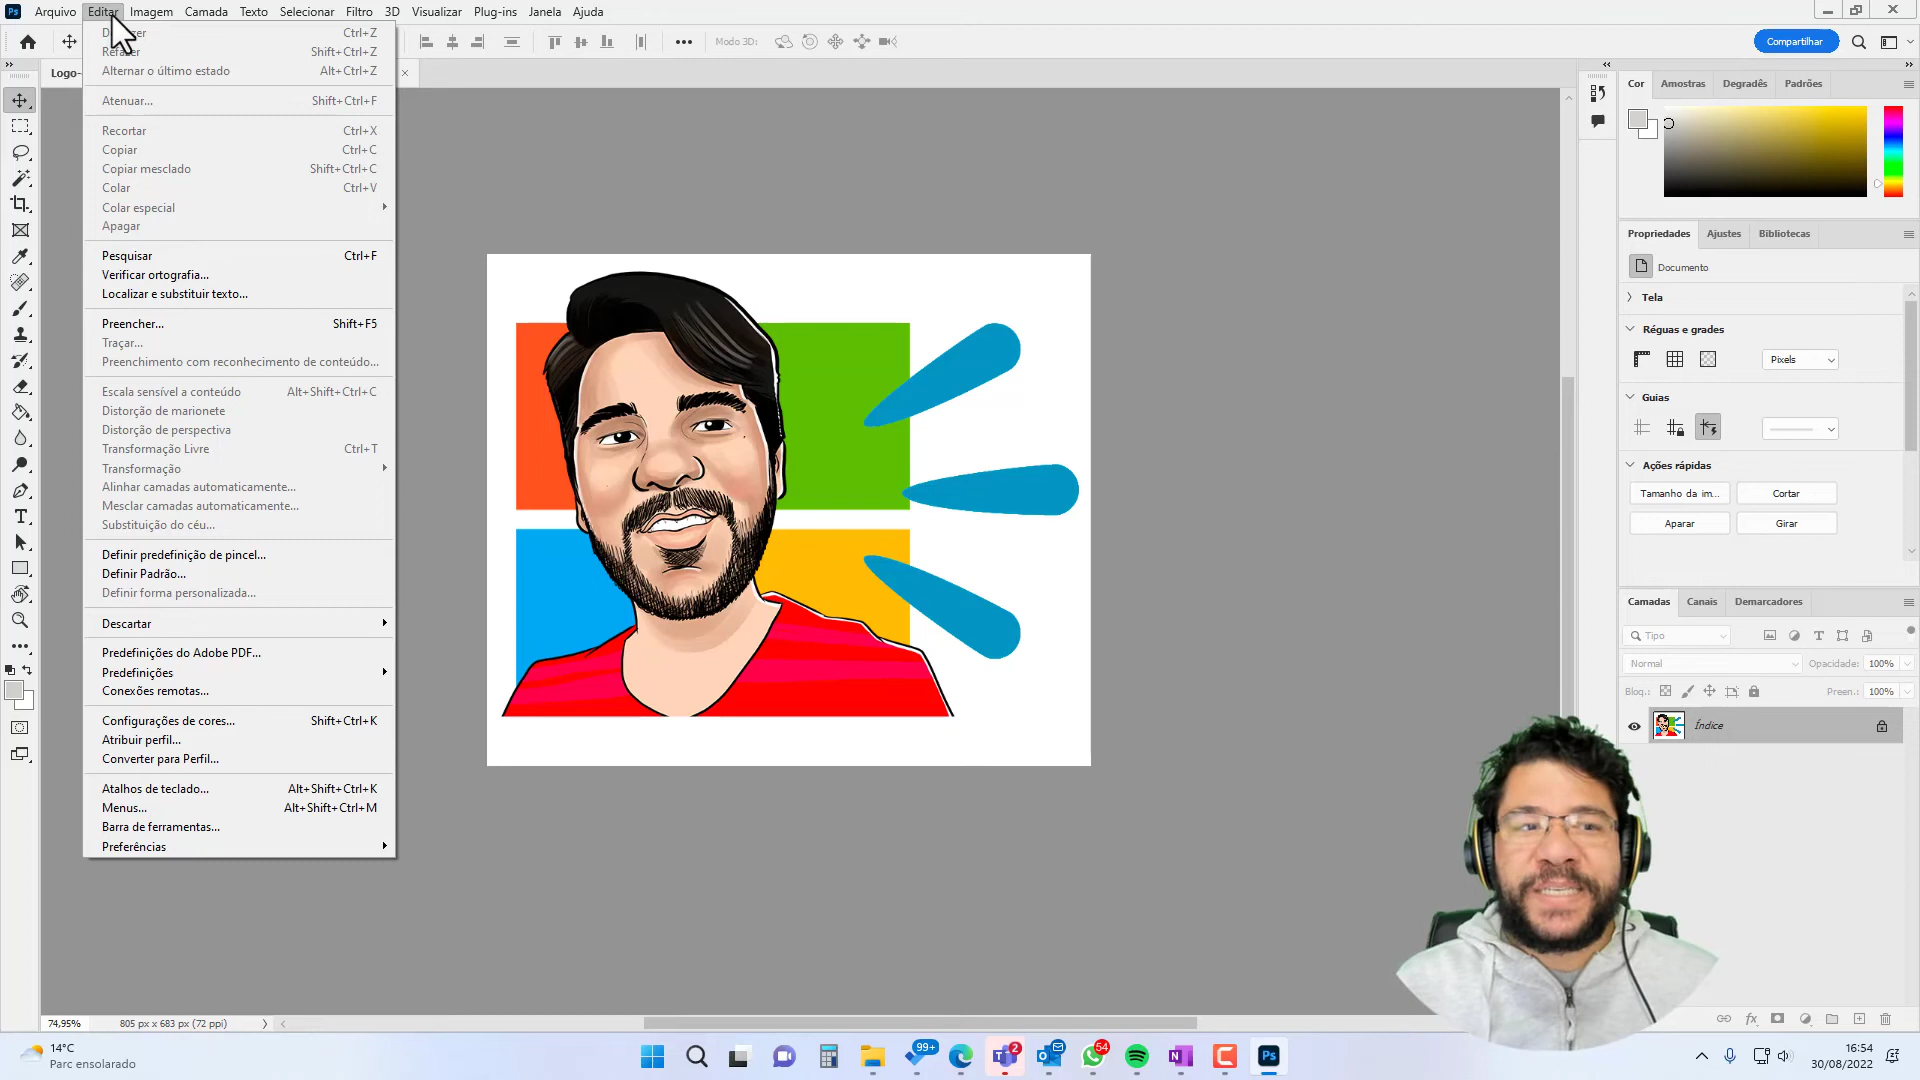 Ps Arquivo Editar Imagem Camada Texto Selecionar Filtro 3D Visualizar Plug-ins Janela Ajuda
Modo 3D: Compartilhar
Logo-
Ctrl+Z
Refazer Shift+Ctrl+Z
Alternar o último estado Alt+Ctrl+Z
Atenuar... Shift+Ctrl+F
Recortar Ctrl+X
Copiar Ctrl+C
Copiar mesclado Shift+Ctrl+C
Colar Ctrl+V
Colar especial
Apagar
Pesquisar Ctrl+F
Verificar ortografia...
Localizar e substituir texto...
Preencher... Shift+F5
Traçar...
Preenchimento com reconhecimento de conteúdo...
Escala sensível a conteúdo Alt+Shift+Ctrl+C
Distorção de marionete
Distorção de perspectiva
Transformação Livre Ctrl+T
Transformação
Alinhar camadas automaticamente...
Mesclar camadas automaticamente...
Substituição do céu...
Definir predefinição de pincel...
Definir Padrão...
Definir forma personalizada...
Descartar
Predefinições do Adobe PDF...
Predefinições
Conexões remotas...
Configurações de cores... Shift+Ctrl+K
Atribuir perfil...
Converter para Perfil...
Atalhos de teclado... Alt+Shift+Ctrl+K
Menus... Alt+Shift+Ctrl+M
Barra de ferramentas...
Preferências
Cor Amostras Degradês Padrões
Propriedades Ajustes Bibliotecas
Documento
Tela
Réguas e grades
Pixels
Guias
Ações rápidas
Tamanho da im... Cortar
Aparar Girar
Camadas Canais Demarcadores
Tipo
Normal Opacidade: 100%
Bloq.: Preen.: 100%
Índice
74,95% 805 px x 683 px (72 ppi)
14°C
Parc ensolarado
99+
2
54
Ps
16:54
30/08/2022